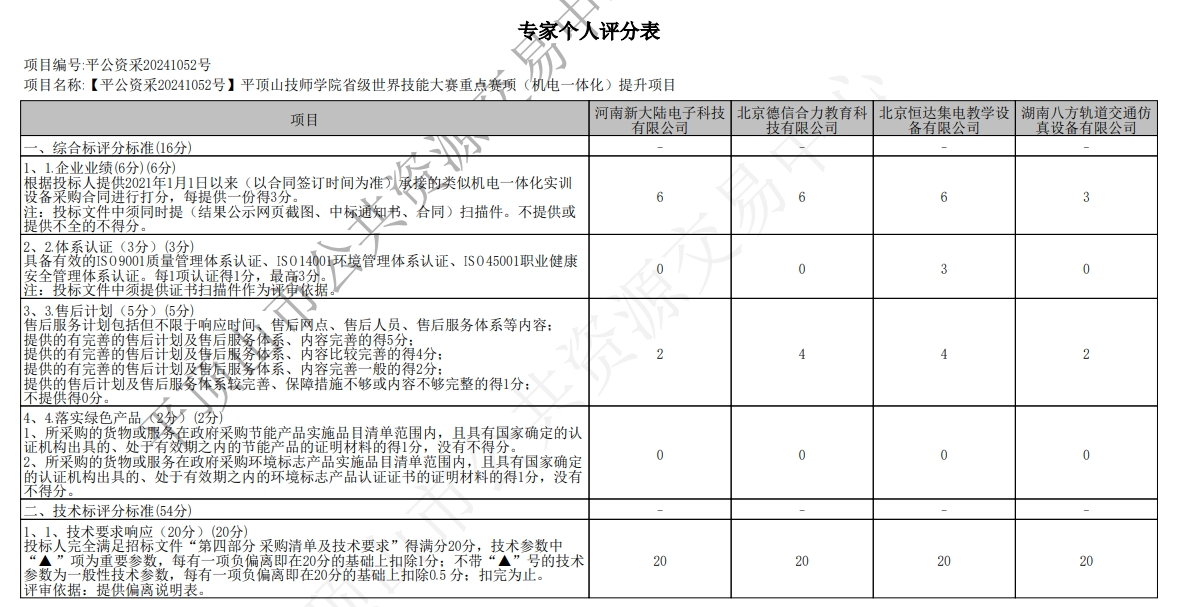 专家个人评分表
项目编号:平公资采20241052号
项目名称:【平公资采20241052号】平顶山技师学院省级世界技能大赛重点赛项（机电一体化）提升项目
项目 河南新大陆电子科技有限公司 北京德信合力教育科技有限公司 北京恒达集电教学设备有限公司 湖南八方轨道交通仿真设备有限公司
一、综合标评分标准(16分) - - - -
1、1.企业业绩(6分)(6分)
根据投标人提供2021年1月1日以来（以合同签订时间为准）承接的类似机电一体化实训
设备采购合同进行打分，每提供一份得3分。
注：投标文件中须同时提（结果公示网页截图、中标通知书、合同）扫描件。不提供或
提供不全的不得分。
6 6 6 3
2、2.体系认证（3分）(3分)
具备有效的ISO9001质量管理体系认证、ISO14001环境管理体系认证、ISO45001职业健康
安全管理体系认证。每1项认证得1分，最高3分。
注：投标文件中须提供证书扫描件作为评审依据。
0 0 3 0
3、3.售后计划（5分）(5分)
售后服务计划包括但不限于响应时间、售后网点、售后人员、售后服务体系等内容；
提供的有完善的售后计划及售后服务体系、内容完善的得5分；
提供的有完善的售后计划及售后服务体系、内容比较完善的得4分；
提供的有完善的售后计划及售后服务体系、内容完善一般的得2分；
提供的售后计划及售后服务体系较完善、保障措施不够或内容不够完整的得1分；
不提供得0分。
2 4 4 2
4、4.落实绿色产品（2分）(2分)
1、所采购的货物或服务在政府采购节能产品实施品目清单范围内，且具有国家确定的认
证机构出具的、处于有效期之内的节能产品的证明材料的得1分，没有不得分。
2、所采购的货物或服务在政府采购环境标志产品实施品目清单范围内，且具有国家确定
的认证机构出具的、处于有效期之内的环境标志产品认证证书的证明材料的得1分，没有
不得分。
0 0 0 0
二、技术标评分标准(54分) - - - -
1、1、技术要求响应（20分）(20分)
投标人完全满足招标文件“第四部分 采购清单及技术要求”得满分20分，技术参数中
“▲”项为重要参数，每有一项负偏离即在20分的基础上扣除1分；不带“▲”号的技术
参数为一般性技术参数，每有一项负偏离即在20分的基础上扣除0.5 分；扣完为止。
评审依据：提供偏离说明表。
20 20 20 20
平顶山市公共资源交易中心